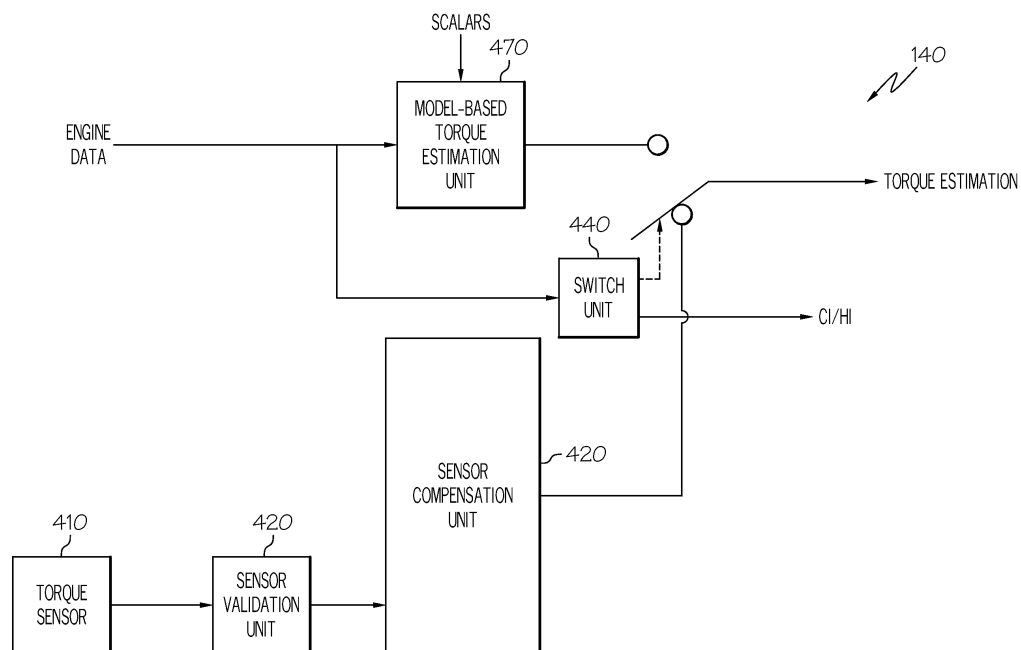 SCALARS
470
140
MODEL-BASED
TORQUE
ESTIMATION
UNIT
ENGINE
DATA
TORQUE ESTIMATION
440
SWITCH
UNIT
CI/HI
SENSOR
COMPENSATION
UNIT
420
410
TORQUE
SENSOR
420
SENSOR
VALIDATION
UNIT